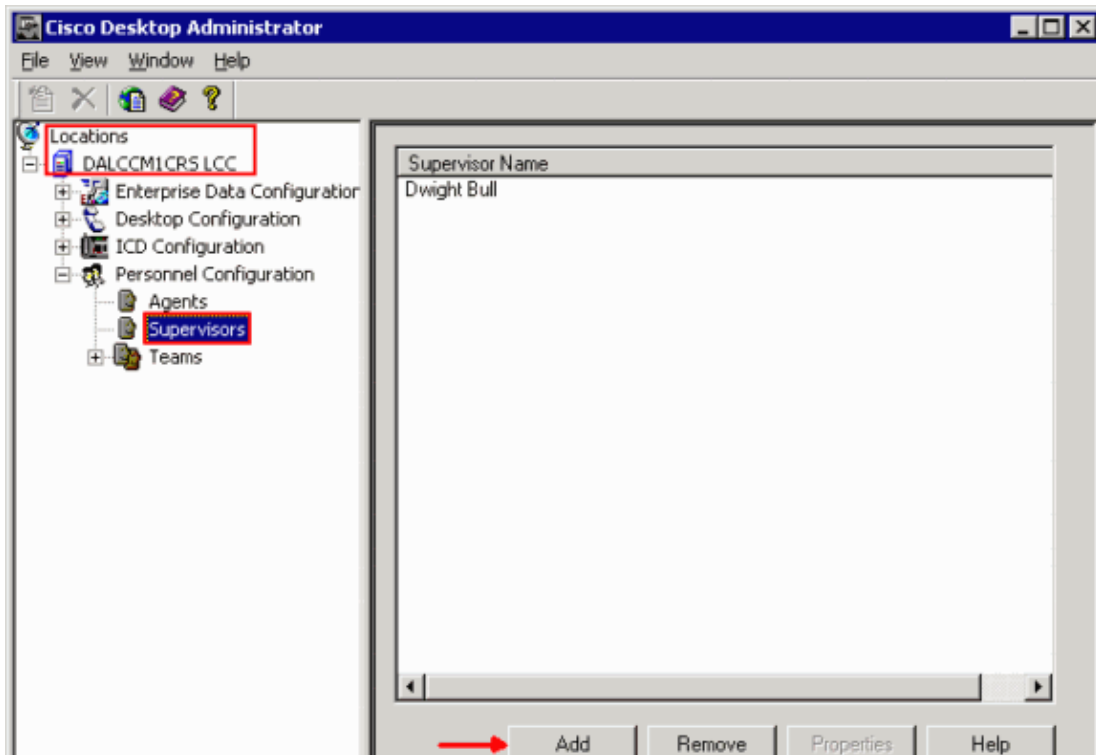 Cisco Desktop Administrator
File View Window Help
Locations
DALCCM1CRS LCC
Enterprise Data Configuration
Desktop Configuration
ICD Configuration
Personnel Configuration
Agents
Supervisors
Teams
Supervisor Name
Dwight Bull
Add Remove Properties Help